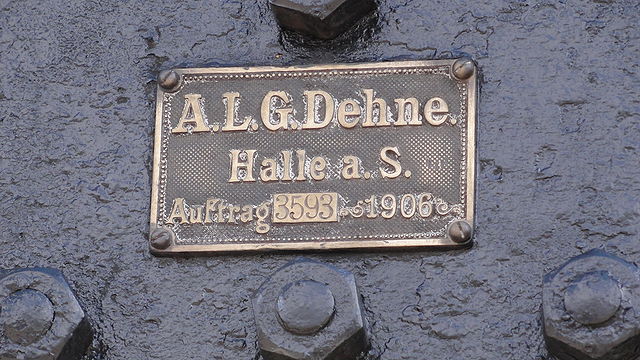 A.L.G.Dehne.
Halle a. S.
Auftrag 3593 1906